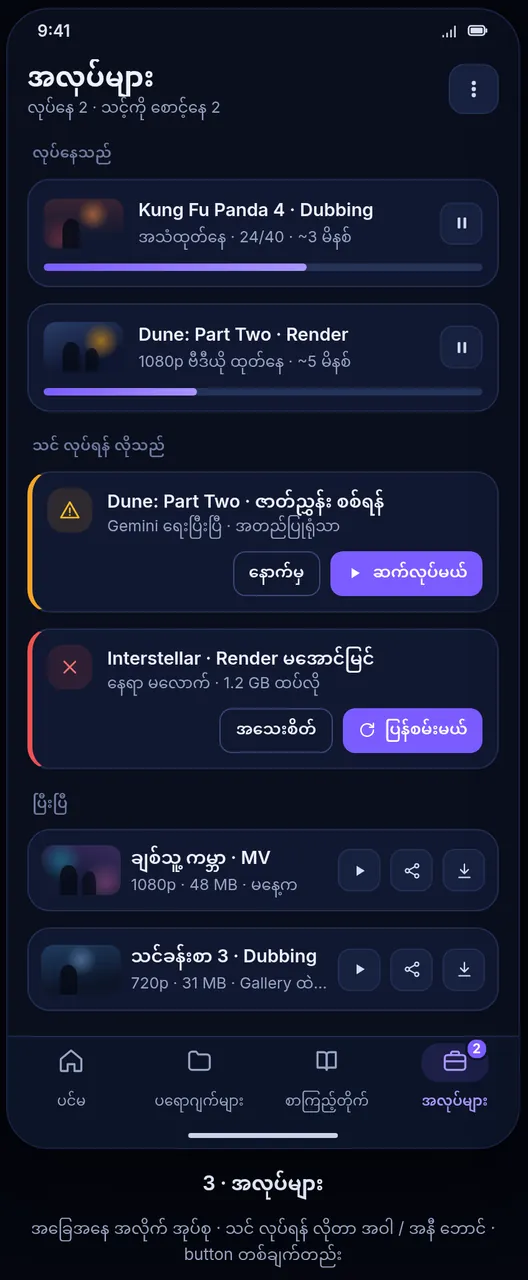 9:41
အလုပ်များ
လုပ်နေ 2 · သင့်ကို စောင့်နေ 2
လုပ်နေသည်
Kung Fu Panda 4 · Dubbing
အသံထုတ်နေ · 24/40 · ~3 မိနစ်
Dune: Part Two · Render
1080p ဗီဒီယို ထုတ်နေ · ~5 မိနစ်
သင် လုပ်ရန် လိုသည်
Dune: Part Two · ဇာတ်ညွှန်း စစ်ရန်
Gemini ရေးပြီးပြီ · အတည်ပြုရုံသာ
နောက်မှ
ဆက်လုပ်မယ်
Interstellar · Render မအောင်မြင်
နေရာ မလောက် · 1.2 GB ထပ်လို
အသေးစိတ်
ပြန်စမ်းမယ်
ပြီးပြီ
ချစ်သူ့ ကမ္ဘာ · MV
1080p · 48 MB · မနေ့က
သင်ခန်းစာ 3 · Dubbing
720p · 31 MB · Gallery ထဲ...
2
ပင်မ
ပရောဂျက်များ
စာကြည့်တိုက်
အလုပ်များ
3 · အလုပ်များ
အခြေအနေ အလိုက် အုပ်စု · သင် လုပ်ရန် လိုတာ အဝါ / အနီ ဘောင် ·
button တစ်ချက်တည်း